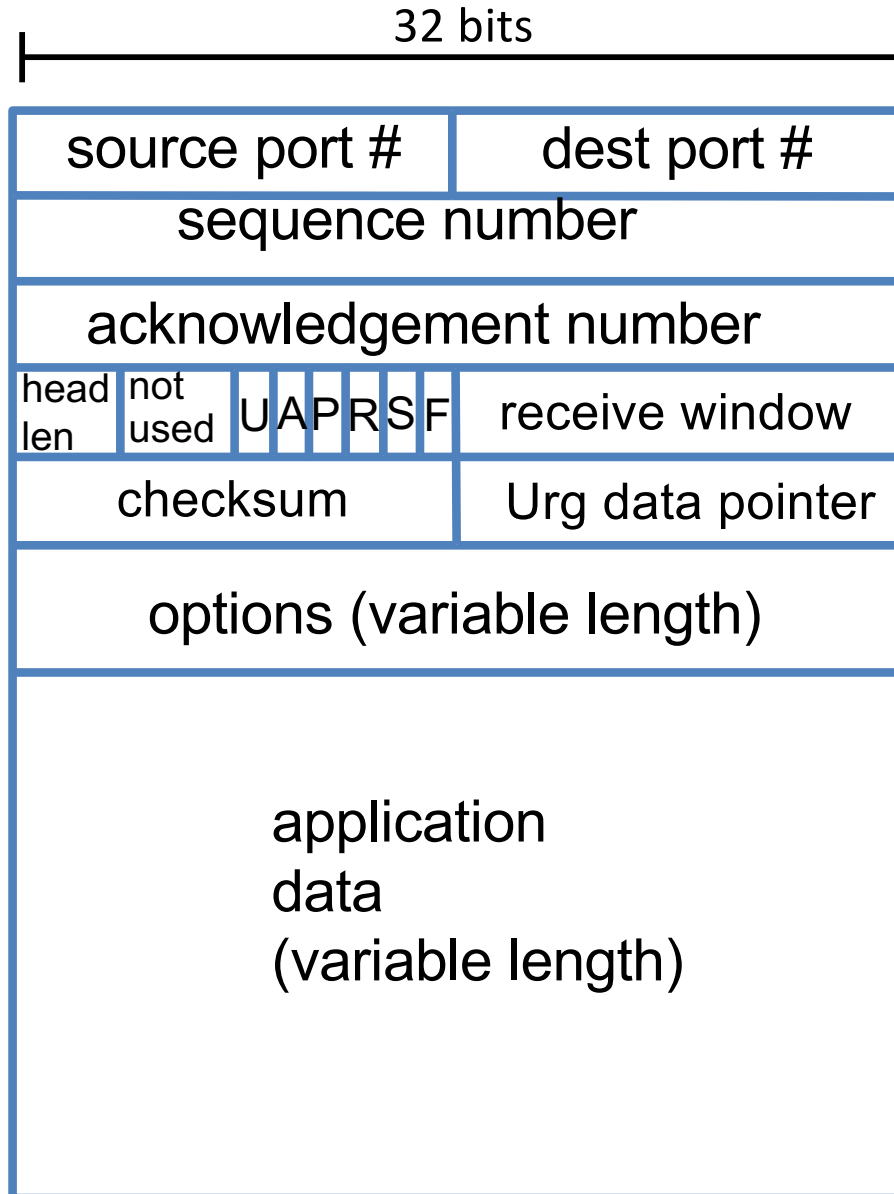 32 bits
source port # dest port #
sequence number
acknowledgement number
head len not used U A P R S F receive window
checksum Urg data pointer
options (variable length)
application
data
(variable length)